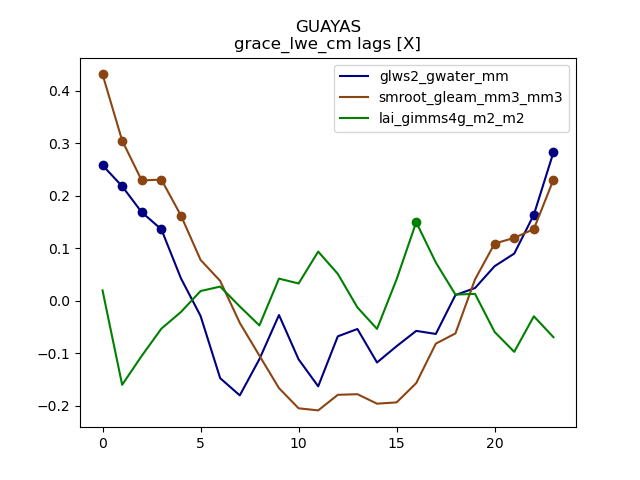 GUAYAS
grace_lwe_cm lags [X]
glws2_gwater_mm
smroot_gleam_mm3_mm3
lai_gimms4g_m2_m2
0.4
0.3
0.2
0.1
0.0
−0.1
−0.2
0 5 10 15 20